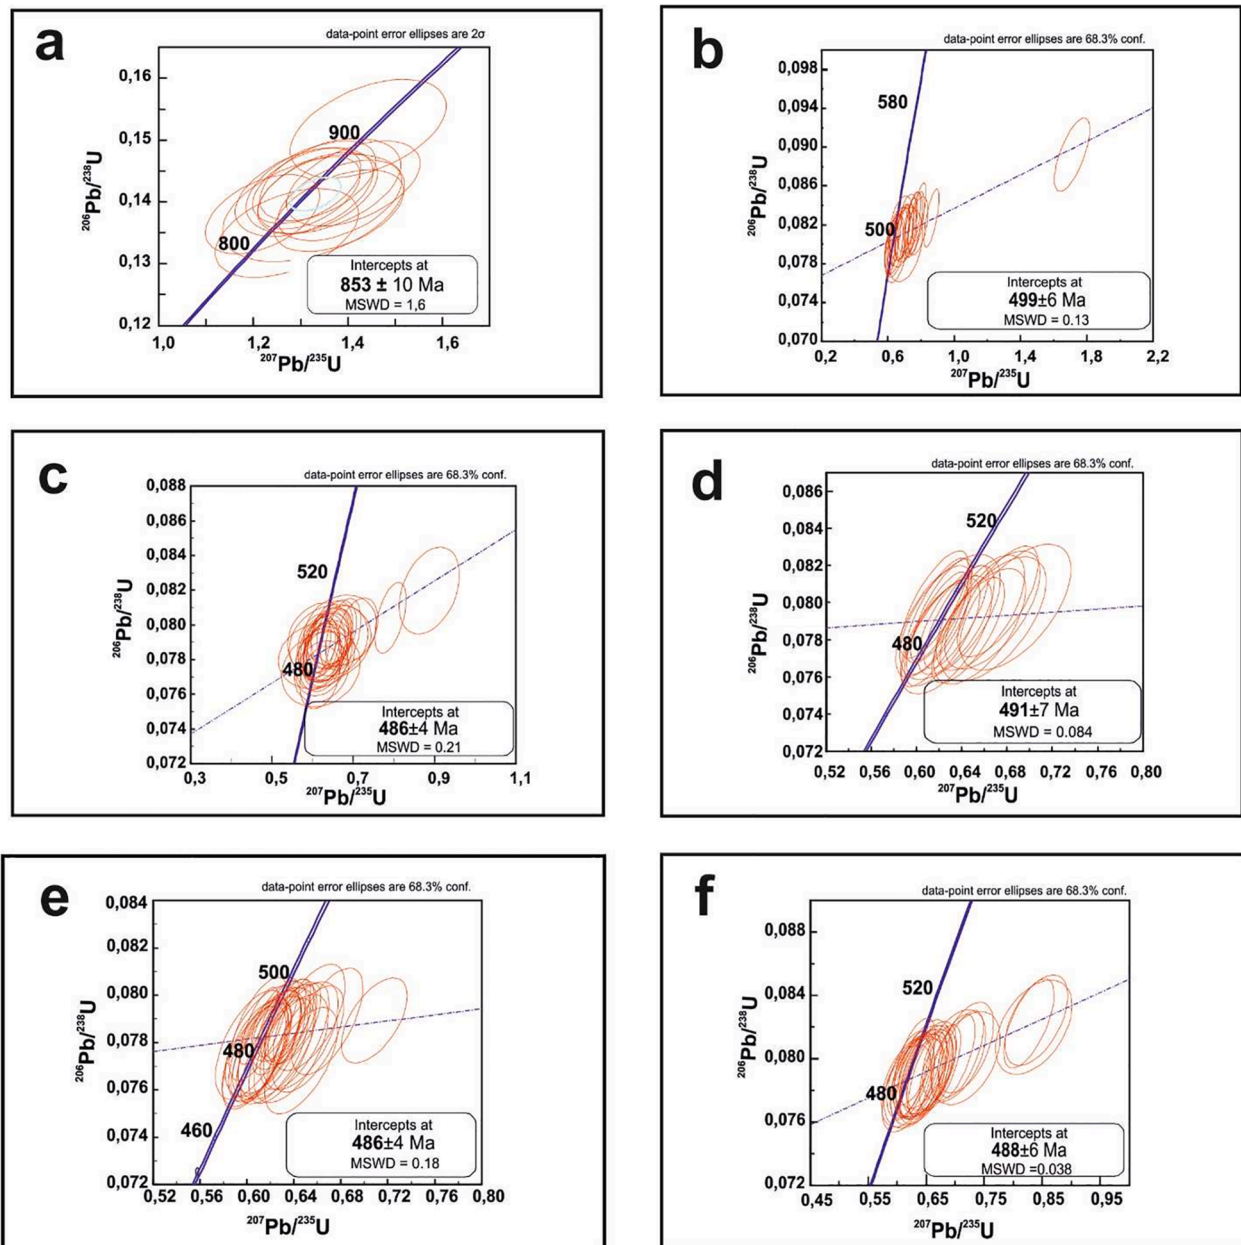 a
data-point error ellipses are 2σ
0,16
0,15
0,14
0,13
0,12
206Pb/238U
900
800
Intercepts at
853 ± 10 Ma
MSWD = 1,6
1,0 1,2 1,4 1,6
207Pb/235U
b
data-point error ellipses are 68.3% conf.
0,098
0,094
0,090
0,086
0,082
0,078
0,074
0,070
206Pb/238U
580
500
Intercepts at
499±6 Ma
MSWD = 0.13
0,2 0,6 1,0 1,4 1,8 2,2
207Pb/235U
c
data-point error ellipses are 68.3% conf.
0,088
0,086
0,084
0,082
0,080
0,078
0,076
0,074
0,072
206Pb/238U
520
480
Intercepts at
486±4 Ma
MSWD = 0.21
0,3 0,5 0,7 0,9 1,1
207Pb/235U
d
data-point error ellipses are 68.3% conf.
0,086
0,084
0,082
0,080
0,078
0,076
0,074
0,072
206Pb/238U
520
480
Intercepts at
491±7 Ma
MSWD = 0.084
0,52 0,56 0,60 0,64 0,68 0,72 0,76 0,80
207Pb/235U
e
data-point error ellipses are 68.3% conf.
0,084
0,082
0,080
0,078
0,076
0,074
0,072
206Pb/238U
500
480
460
Intercepts at
486±4 Ma
MSWD = 0.18
0,52 0,56 0,60 0,64 0,68 0,72 0,76 0,80
207Pb/235U
f
data-point error ellipses are 68.3% conf.
0,088
0,084
0,080
0,076
0,072
206Pb/238U
520
480
Intercepts at
488±6 Ma
MSWD =0.038
0,45 0,55 0,65 0,75 0,85 0,95
207Pb/235U